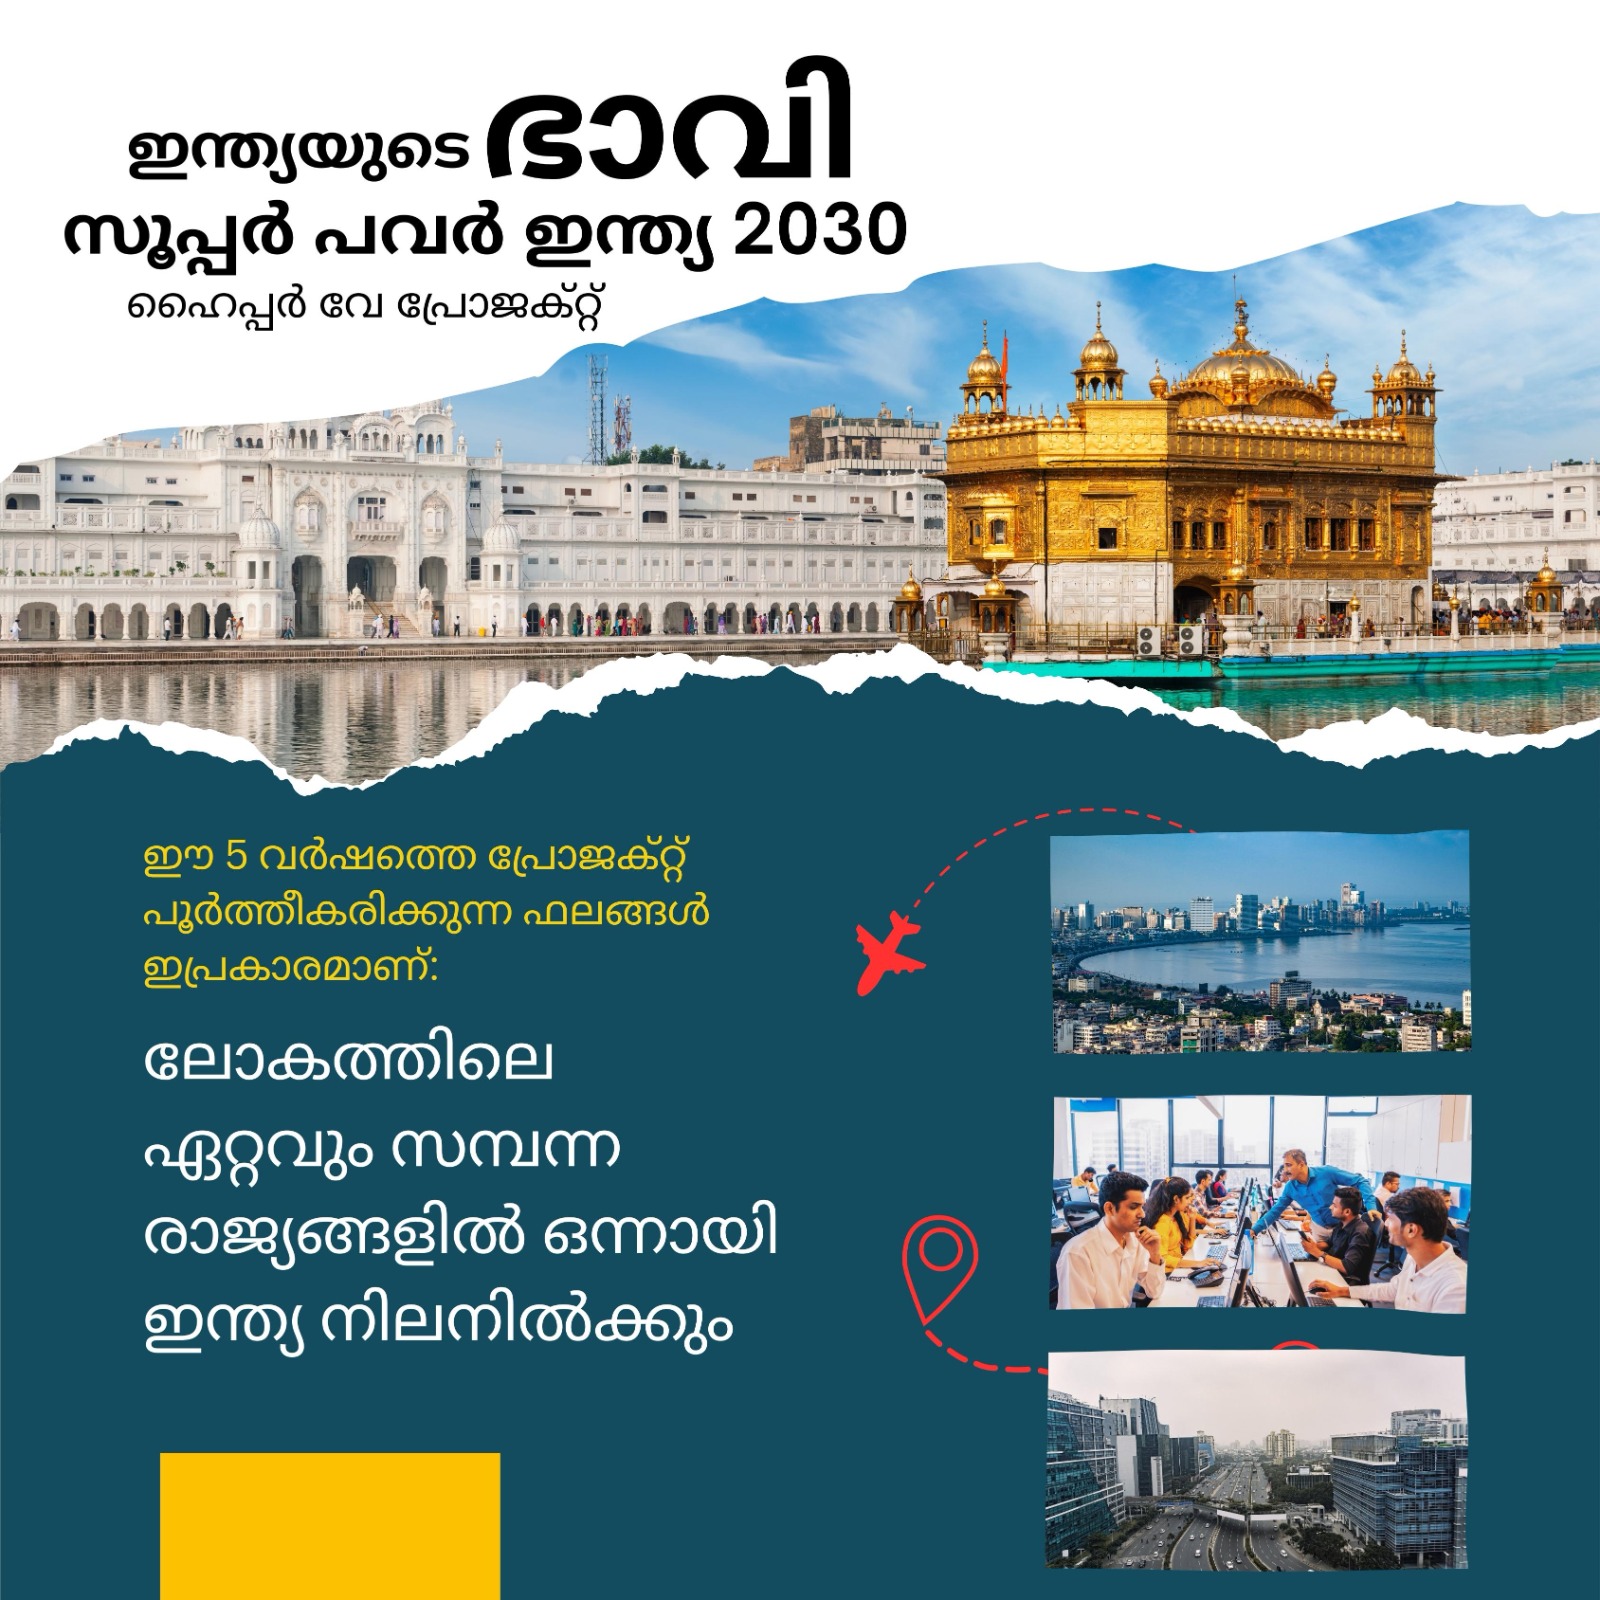 ഇന്ത്യയുടെ ഭാവി
സൂപ്പർ പവർ ഇന്ത്യ 2030
ഹൈപ്പർ വേ പ്രോജക്റ്റ്
ഈ 5 വർഷത്തെ പ്രോജക്റ്റ്
പൂർത്തീകരിക്കുന്ന ഫലങ്ങൾ
ഇപ്രകാരമാണ്:
ലോകത്തിലെ
ഏറ്റവും സമ്പന്ന
രാജ്യങ്ങളിൽ ഒന്നായി
ഇന്ത്യ നിലനിൽക്കും